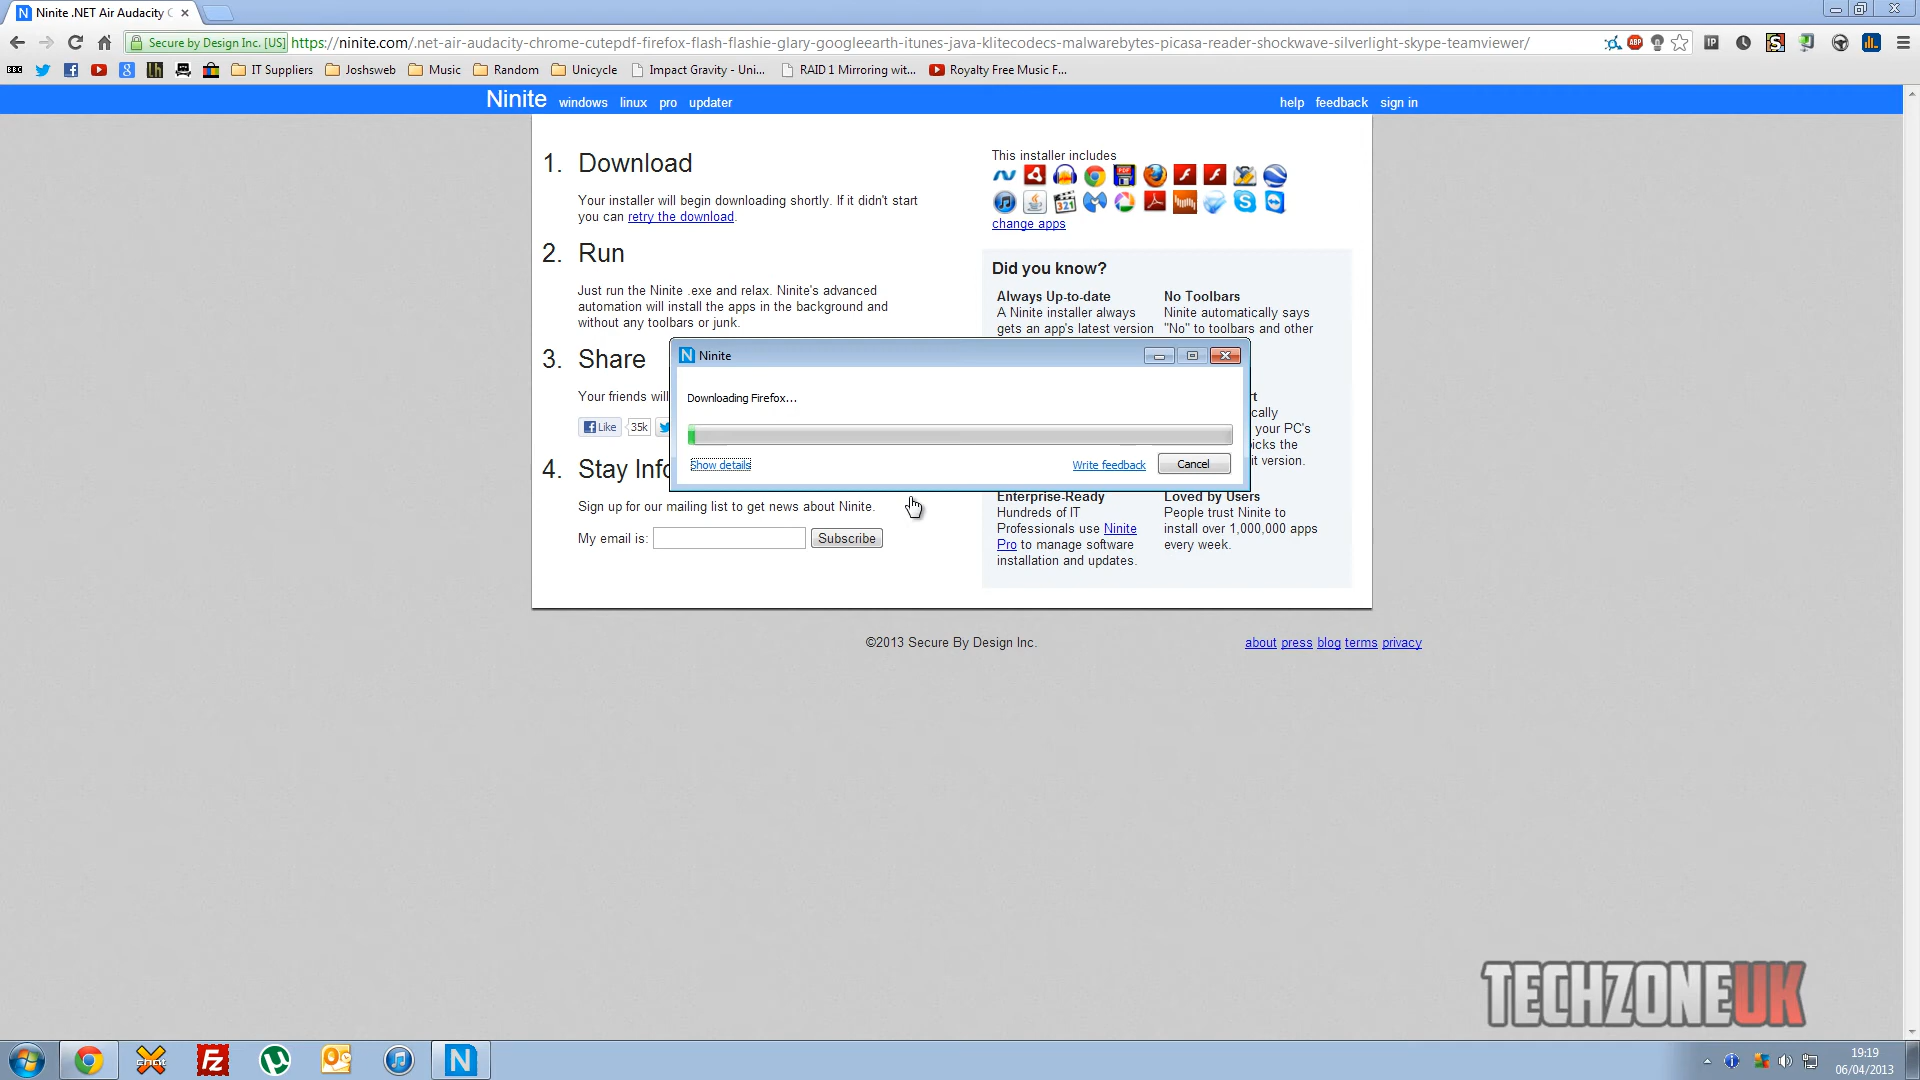 Ninite .NET Air Audacity C
Secure by Design Inc. [US] https://ninite.com/.net-air-audacity-chrome-cutepdf-firefox-flash-flashie-glary-googleearth-itunes-java-klitecodecs-malwarebytes-picasa-reader-shockwave-silverlight-skype-teamviewer/
ABP IP
BBC IT Suppliers Joshsweb Music Random Unicycle Impact Gravity - Uni... RAID 1 Mirroring wit... Royalty Free Music F...
Ninite windows linux pro updater help feedback sign in
1. Download
Your installer will begin downloading shortly. If it didn't start
you can retry the download.
2. Run
Just run the Ninite .exe and relax. Ninite's advanced
automation will install the apps in the background and
without any toolbars or junk.
3. Share
Your friends will
Like 35k
4. Stay Info
Sign up for our mailing list to get news about Ninite.
My email is: Subscribe
This installer includes
change apps
Did you know?
Always Up-to-date
A Ninite installer always
gets an app's latest version
No Toolbars
Ninite automatically says
"No" to toolbars and other
Ninite
Downloading Firefox...
Show details Write feedback Cancel
rt
ically
your PC's
icks the
it version.
Enterprise-Ready
Hundreds of IT
Professionals use Ninite
Pro to manage software
installation and updates.
Loved by Users
People trust Ninite to
install over 1,000,000 apps
every week.
©2013 Secure By Design Inc. about press blog terms privacy
TECHZONEUK
19:19
06/04/2013